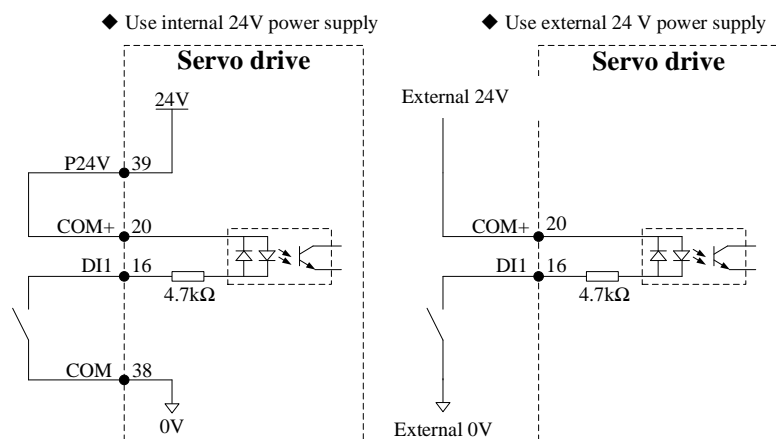 ◆ Use internal 24V power supply
Servo drive
24V
P24V 39
COM+ 20
DI1 16
4.7kΩ
COM 38
0V
◆ Use external 24 V power supply
Servo drive
External 24V
COM+ 20
DI1 16
4.7kΩ
External 0V